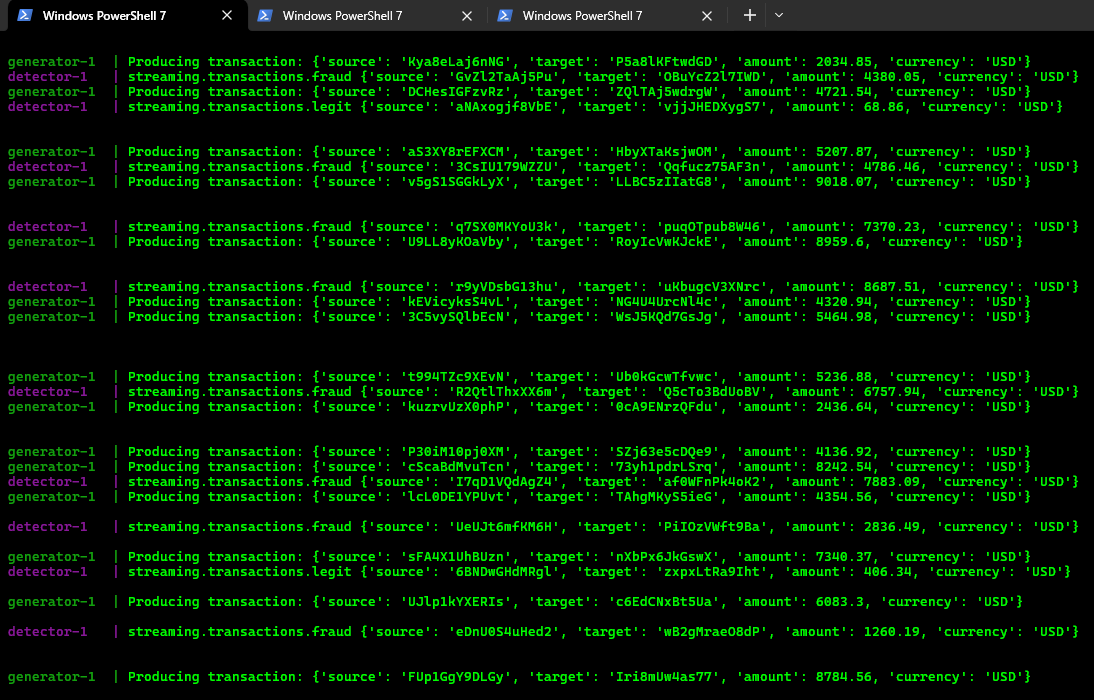 Windows PowerShell 7 Windows PowerShell 7 Windows PowerShell 7
generator-1 | Producing transaction: {'source': 'Kya8eLaj6nNG', 'target': 'P5a8lKFtwdGD', 'amount': 2034.85, 'currency': 'USD'}
detector-1 | streaming.transactions.fraud {'source': 'GvZl2TaAj5Pu', 'target': 'OBuYcZ2l7IWD', 'amount': 4380.05, 'currency': 'USD'}
generator-1 | Producing transaction: {'source': 'DCHesIGFzvRz', 'target': 'ZQlTAj5wdrgW', 'amount': 4721.54, 'currency': 'USD'}
detector-1 | streaming.transactions.legit {'source': 'aNAxogjf8VbE', 'target': 'vjjJHEDXygS7', 'amount': 68.86, 'currency': 'USD'}
generator-1 | Producing transaction: {'source': 'aS3XY8rEFXCM', 'target': 'HbyXTaKsjwOM', 'amount': 5207.87, 'currency': 'USD'}
detector-1 | streaming.transactions.fraud {'source': '3CsIU179WZZU', 'target': 'Qqfucz75AF3n', 'amount': 4786.46, 'currency': 'USD'}
generator-1 | Producing transaction: {'source': 'v5gS1SGGkLyX', 'target': 'LLBC5zIIatG8', 'amount': 9018.07, 'currency': 'USD'}
detector-1 | streaming.transactions.fraud {'source': 'q7SX0MKYoU3k', 'target': 'puqOTpub8W46', 'amount': 7370.23, 'currency': 'USD'}
generator-1 | Producing transaction: {'source': 'U9LL8yKOaVby', 'target': 'RoyIcVwKJckE', 'amount': 8959.6, 'currency': 'USD'}
detector-1 | streaming.transactions.fraud {'source': 'r9yVDsbG13hu', 'target': 'uKbugcV3XNrc', 'amount': 8687.51, 'currency': 'USD'}
generator-1 | Producing transaction: {'source': 'kEVicyksS4vL', 'target': 'NG4U4UrcNl4c', 'amount': 4320.94, 'currency': 'USD'}
generator-1 | Producing transaction: {'source': '3C5vySQlbEcN', 'target': 'WsJ5KQd7GsJg', 'amount': 5464.98, 'currency': 'USD'}
generator-1 | Producing transaction: {'source': 't994TZc9XEvN', 'target': 'Ub0kGcwTfvwc', 'amount': 5236.88, 'currency': 'USD'}
detector-1 | streaming.transactions.fraud {'source': 'R2QtlThxXX6m', 'target': 'Q5cTo3BdUoBV', 'amount': 6757.94, 'currency': 'USD'}
generator-1 | Producing transaction: {'source': 'kuzrvUzX0phP', 'target': '0cA9ENrzQFdu', 'amount': 2436.64, 'currency': 'USD'}
generator-1 | Producing transaction: {'source': 'P30iM10pj0XM', 'target': 'SZj63e5cDQe9', 'amount': 4136.92, 'currency': 'USD'}
generator-1 | Producing transaction: {'source': 'cScaBdMvuTcn', 'target': '73yh1pdrLSrq', 'amount': 8242.54, 'currency': 'USD'}
detector-1 | streaming.transactions.fraud {'source': 'I7qD1VQdAgZ4', 'target': 'af0WFnPk4oK2', 'amount': 7883.09, 'currency': 'USD'}
generator-1 | Producing transaction: {'source': 'lcL0DE1YPUvt', 'target': 'TAhgMKyS5ieG', 'amount': 4354.56, 'currency': 'USD'}
detector-1 | streaming.transactions.fraud {'source': 'UeUJt6mfKM6H', 'target': 'PiIOzVWft9Ba', 'amount': 2836.49, 'currency': 'USD'}
generator-1 | Producing transaction: {'source': 'sFA4X1UhBUzn', 'target': 'nXbPx6JkGswX', 'amount': 7340.37, 'currency': 'USD'}
detector-1 | streaming.transactions.legit {'source': '6BNDwGHdMRgl', 'target': 'zxpxLtRa9Iht', 'amount': 406.34, 'currency': 'USD'}
generator-1 | Producing transaction: {'source': 'UJlp1kYXERIs', 'target': 'c6EdCNxBt5Ua', 'amount': 6083.3, 'currency': 'USD'}
detector-1 | streaming.transactions.fraud {'source': 'eDnU0S4uHed2', 'target': 'wB2gMraeO8dP', 'amount': 1260.19, 'currency': 'USD'}
generator-1 | Producing transaction: {'source': 'FUp1GgY9DLGy', 'target': 'Iri8mUw4as77', 'amount': 8784.56, 'currency': 'USD'}